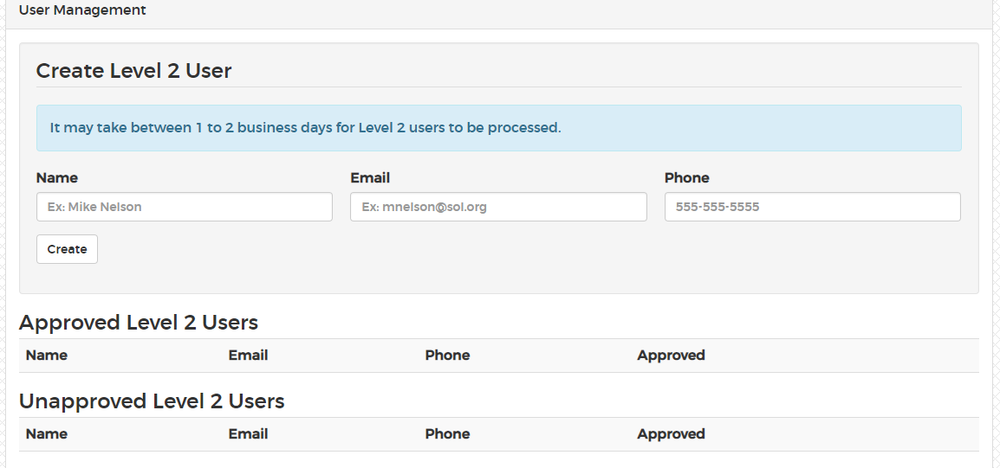 User Management
Create Level 2 User
It may take between 1 to 2 business days for Level 2 users to be processed.
Name Email Phone
Ex: Mike Nelson Ex: mnelson@sol.org 555-555-5555
Create
Approved Level 2 Users
Name Email Phone Approved
Unapproved Level 2 Users
Name Email Phone Approved